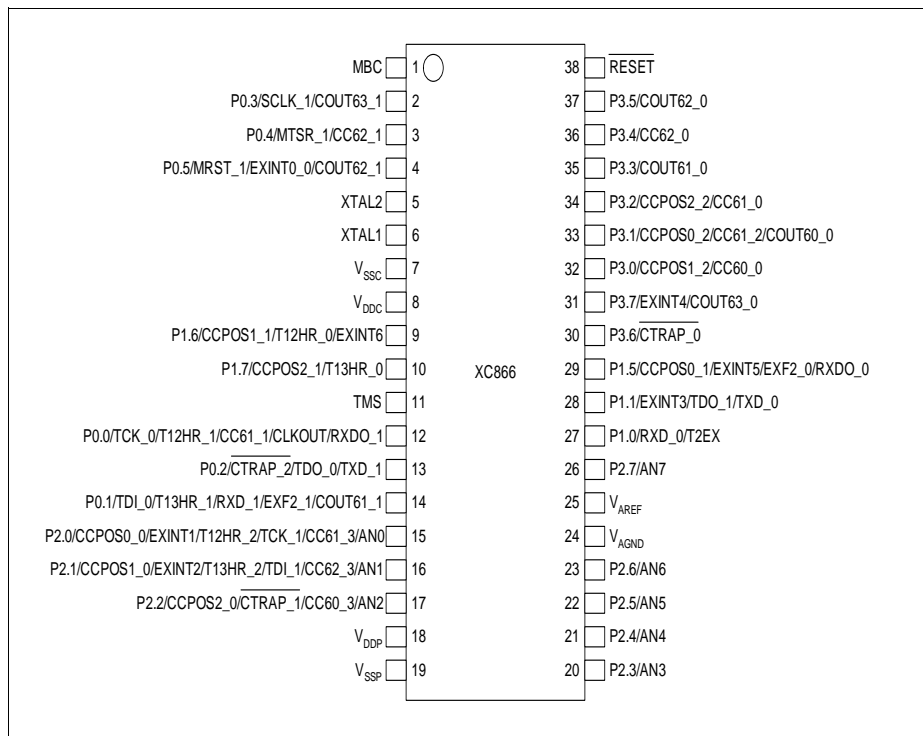 MBC 1
P0.3/SCLK_1/COUT63_1 2
P0.4/MTSR_1/CC62_1 3
P0.5/MRST_1/EXINT0_0/COUT62_1 4
XTAL2 5
XTAL1 6
VSSC 7
VDDC 8
P1.6/CCPOS1_1/T12HR_0/EXINT6 9
P1.7/CCPOS2_1/T13HR_0 10
TMS 11
P0.0/TCK_0/T12HR_1/CC61_1/CLKOUT/RXDO_1 12
P0.2/CTRAP_2/TDO_0/TXD_1 13
P0.1/TDI_0/T13HR_1/RXD_1/EXF2_1/COUT61_1 14
P2.0/CCPOS0_0/EXINT1/T12HR_2/TCK_1/CC61_3/AN0 15
P2.1/CCPOS1_0/EXINT2/T13HR_2/TDI_1/CC62_3/AN1 16
P2.2/CCPOS2_0/CTRAP_1/CC60_3/AN2 17
VDDP 18
VSSP 19
XC866
38 RESET
37 P3.5/COUT62_0
36 P3.4/CC62_0
35 P3.3/COUT61_0
34 P3.2/CCPOS2_2/CC61_0
33 P3.1/CCPOS0_2/CC61_2/COUT60_0
32 P3.0/CCPOS1_2/CC60_0
31 P3.7/EXINT4/COUT63_0
30 P3.6/CTRAP_0
29 P1.5/CCPOS0_1/EXINT5/EXF2_0/RXDO_0
28 P1.1/EXINT3/TDO_1/TXD_0
27 P1.0/RXD_0/T2EX
26 P2.7/AN7
25 VAREF
24 VAGND
23 P2.6/AN6
22 P2.5/AN5
21 P2.4/AN4
20 P2.3/AN3